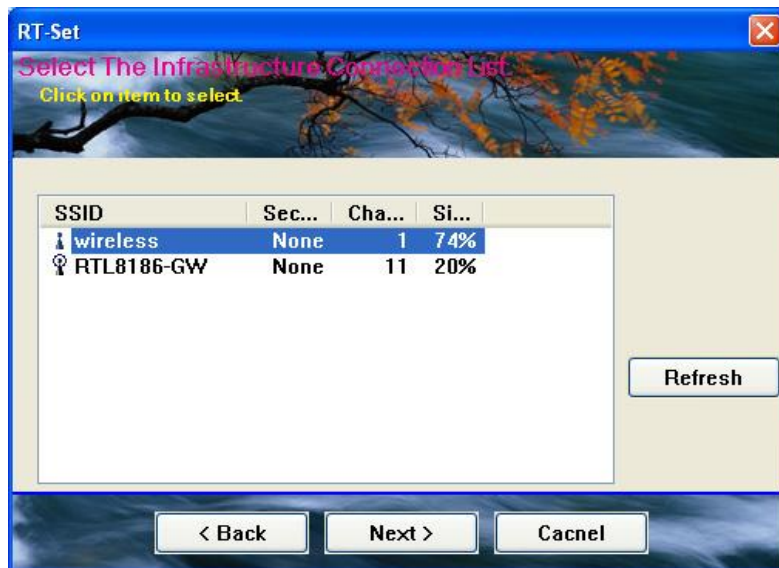 RT-Set
Select The Infrastructure Connection List.
Click on item to select.
SSID Sec... Cha... Si...
wireless None 1 74%
RTL8186-GW None 11 20%
Refresh
< Back Next > Cacnel